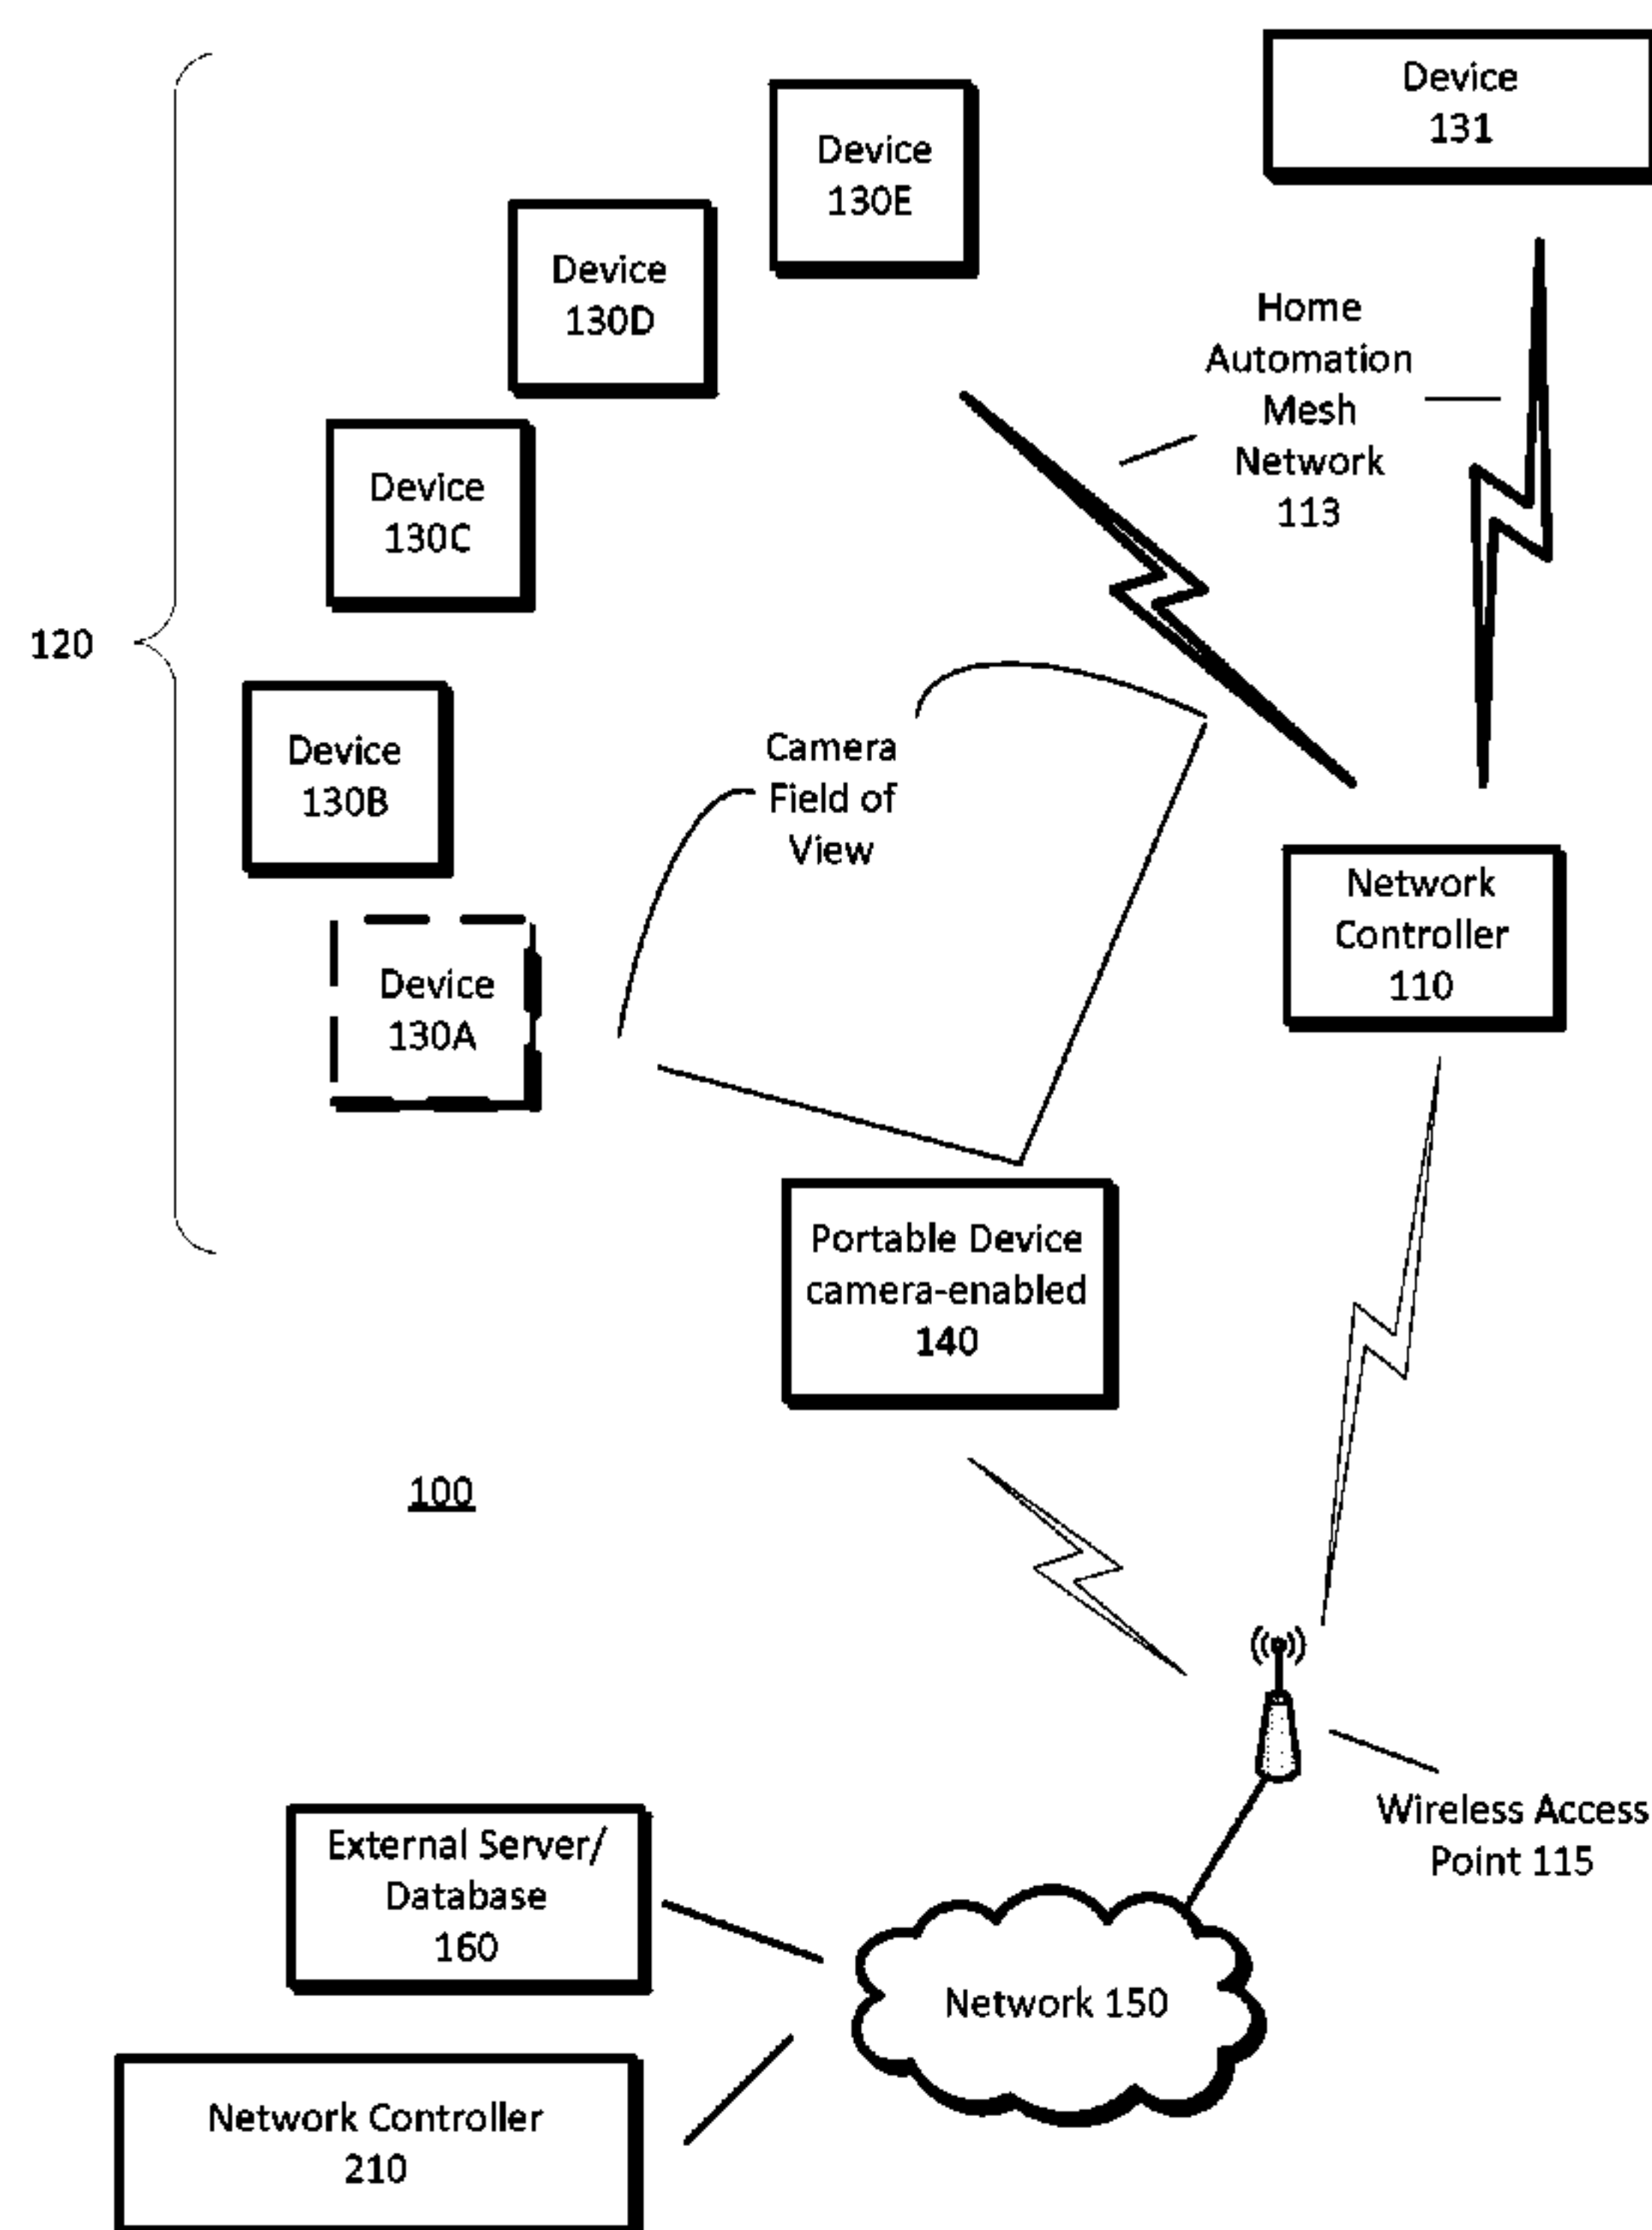 Device
131
Device
130E
Device
130D
Home
Automation
Mesh
Network
113
Device
130C
120
Device
130B
Camera
Field of
View
Network
Controller
110
Device
130A
Portable Device
camera-enabled
140
100
Wireless Access
Point 115
External Server/
Database
160
Network 150
Network Controller
210